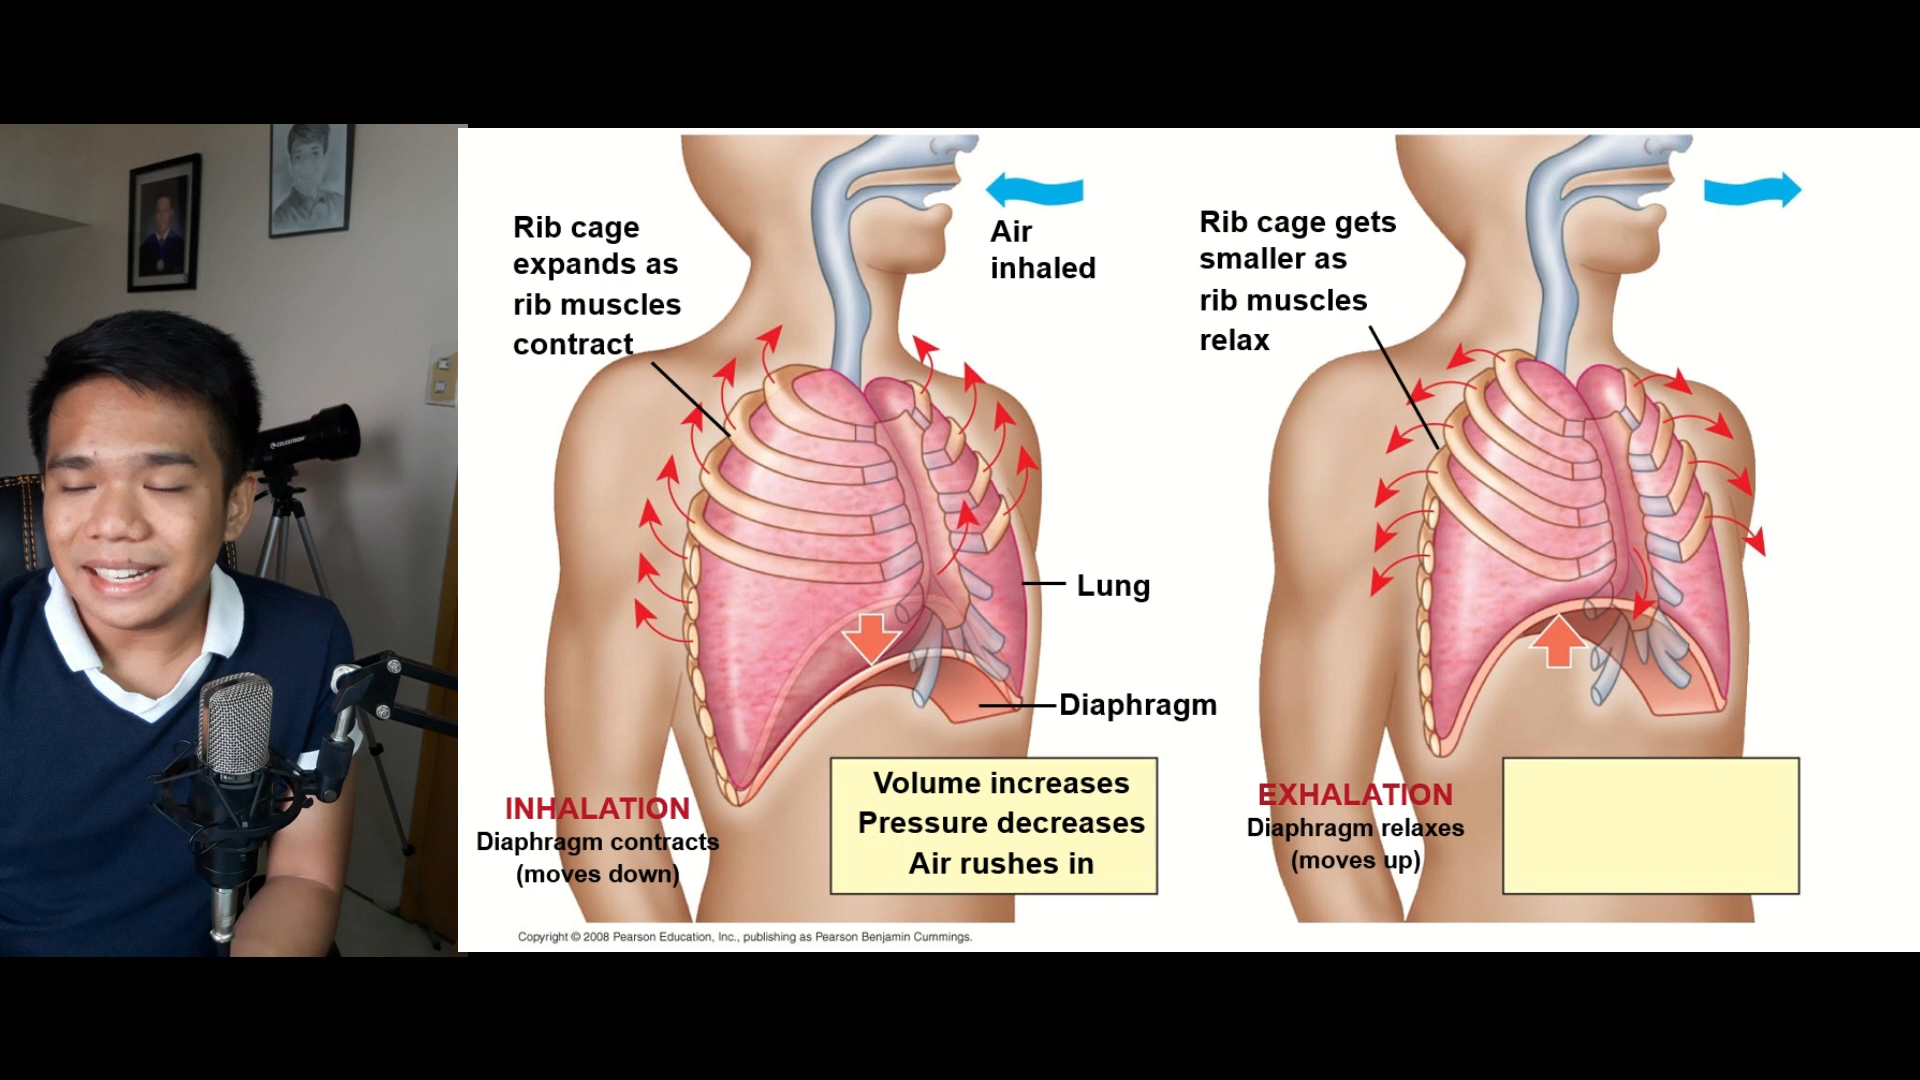 Rib cage
expands as
rib muscles
contract
Air
inhaled
Lung
Diaphragm
INHALATION
Diaphragm contracts
(moves down)
Volume increases
Pressure decreases
Air rushes in
Rib cage gets
smaller as
rib muscles
relax
EXHALATION
Diaphragm relaxes
(moves up)
Copyright © 2008 Pearson Education, Inc., publishing as Pearson Benjamin Cummings.
CELESTRON